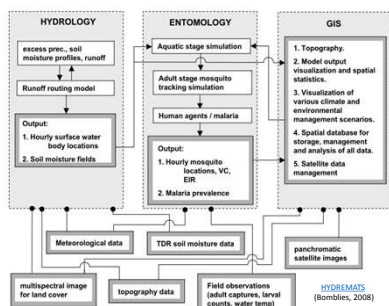 HYDROLOGY
excess prec., soil
moisture profiles, runoff
Runoff routing model
Output:
1. Hourly surface water
body locations
2. Soil moisture fields
ENTOMOLOGY
Aquatic stage simulation
Adult stage mosquito
tracking simulation
Human agents / malaria
Output:
1. Hourly mosquito
locations, VC,
EIR
2. Malaria prevalence
GIS
1. Topography.
2. Model output
visualization and spatial
statistics.
3. Visualization of
various climate and
environmental
management scenarios.
4. Spatial database for
storage, management
and analysis of all data.
5. Satellite data
management
Meteorological data
TDR soil moisture data
panchromatic
satellite images
multispectral image
for land cover
topography data
Field observations
(adult captures, larval
counts, water temp)
HYDREMATS
(Bomblies, 2008)